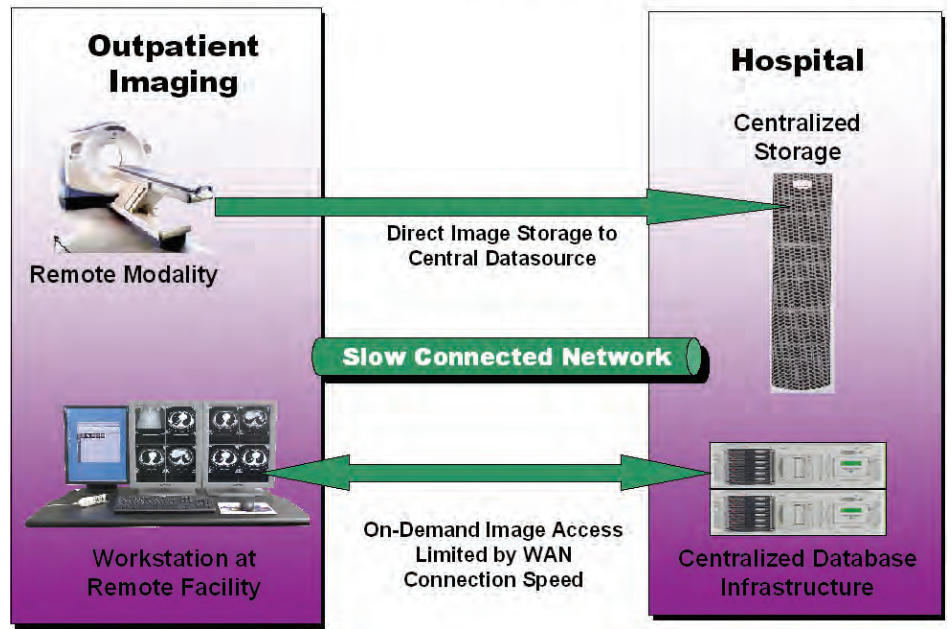 Outpatient
Imaging
Remote Modality
Workstation at
Remote Facility
Direct Image Storage to
Central Datasource
Slow Connected Network
On-Demand Image Access
Limited by WAN
Connection Speed
Hospital
Centralized
Storage
Centralized Database
Infrastructure